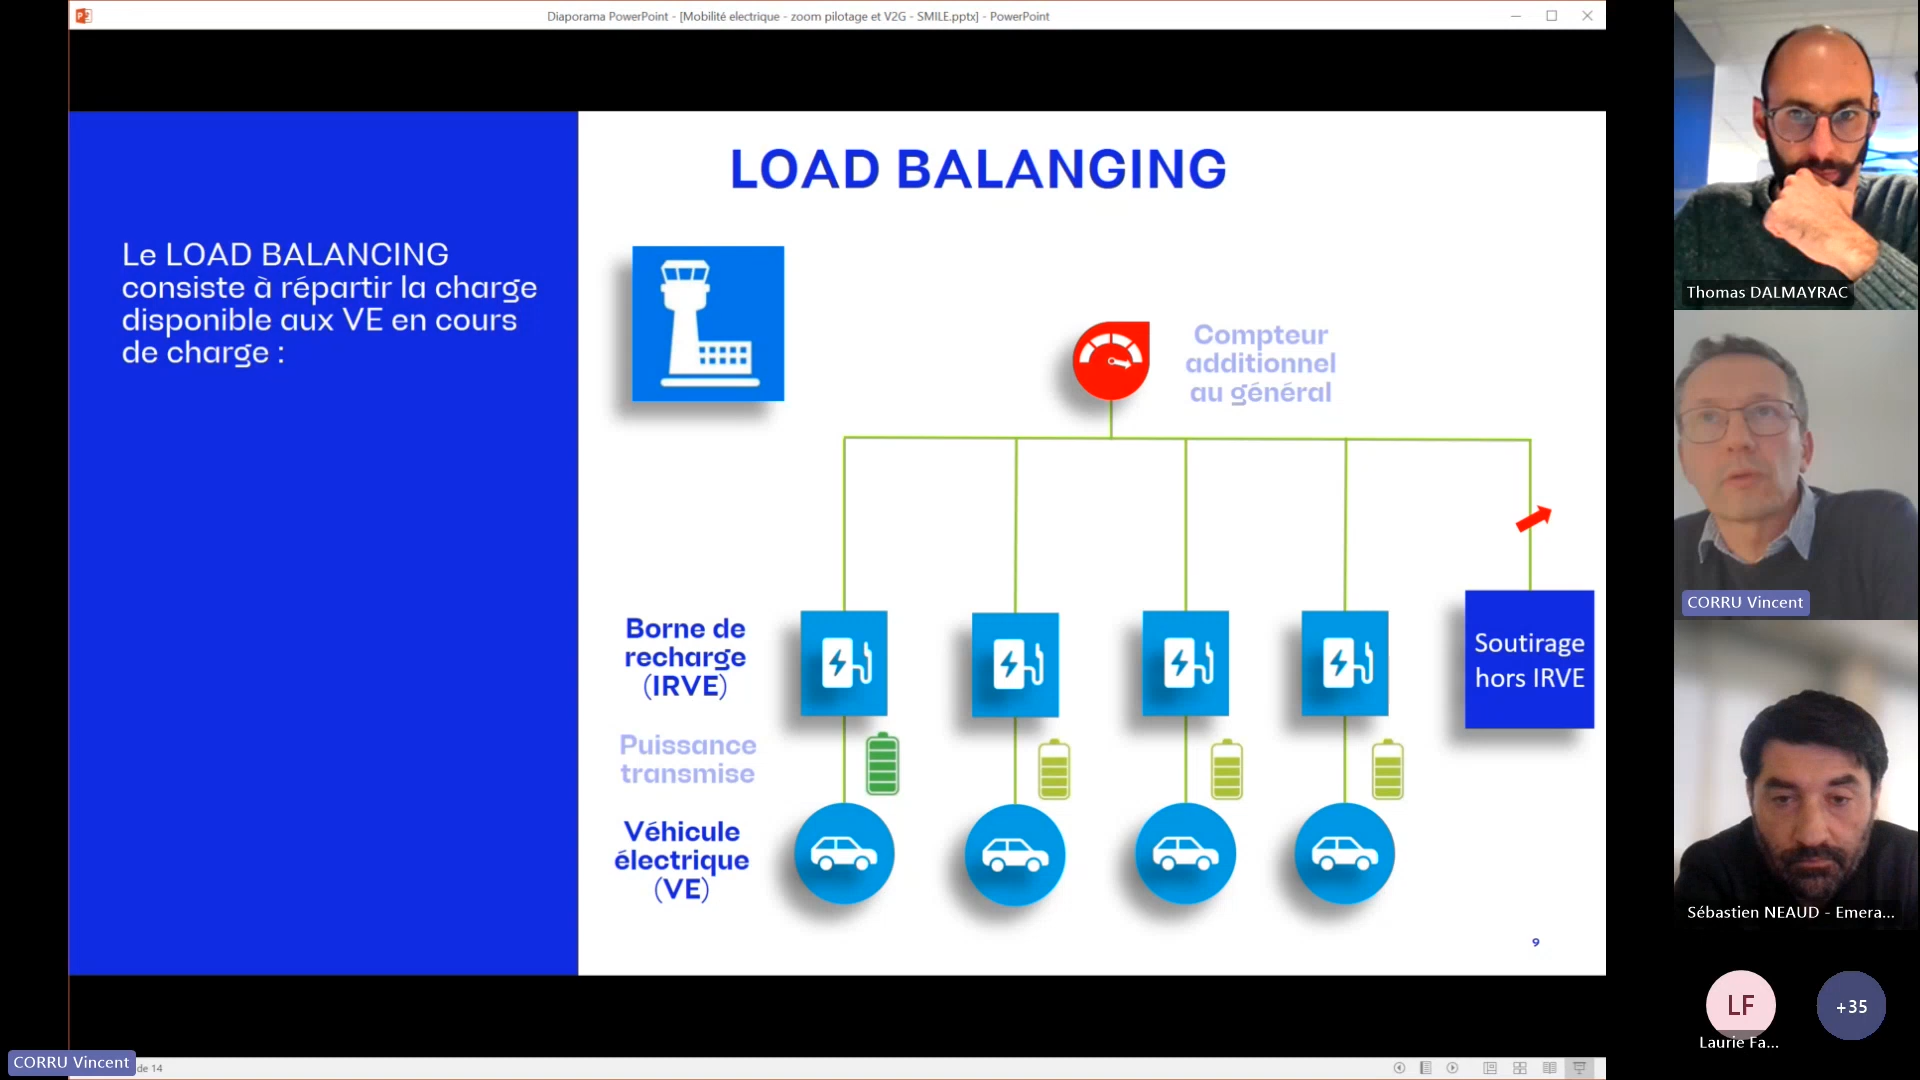 Diaporama PowerPoint - [Mobilité electrique - zoom pilotage et V2G - SMILE.pptx] - PowerPoint
LOAD BALANGING
Le LOAD BALANCING
consiste à répartir la charge
disponible aux VE en cours
de charge :
Compteur
additionnel
au général
Borne de
recharge
(IRVE)
Soutirage
hors IRVE
Puissance
transmise
Véhicule
électrique
(VE)
9
Thomas DALMAYRAC
CORRU Vincent
Sébastien NEAUD - Emera...
LF
+35
Laurie Fa...
CORRU Vincent
de 14